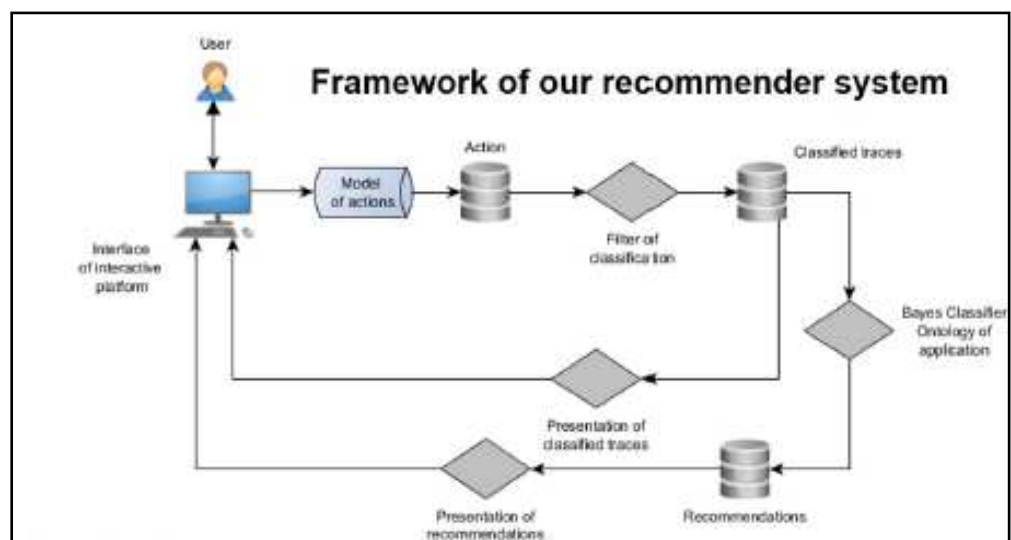 User
Framework of our recommender system
Action
Classified traces
Model
of actions
Filter of
classification
Interface
of interactive
platform
Bayes Classifier
Ontology of
application
Presentation of
classified traces
Presentation of
recommendations
Recommendations